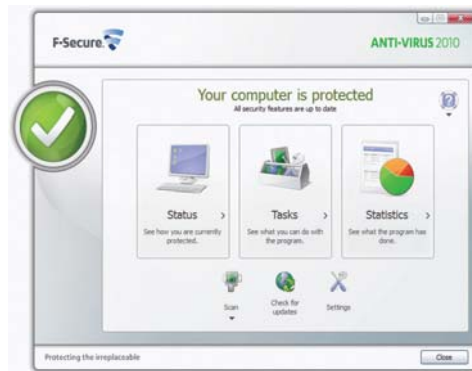 F-Secure.
ANTI-VIRUS 2010
Your computer is protected
All security features are up to date
Status
See how you are currently
protected.
Tasks
See what you can do with
the program.
Statistics
See what the program has
done.
Scan
Check for
updates
Settings
Protecting the irreplaceable
Close